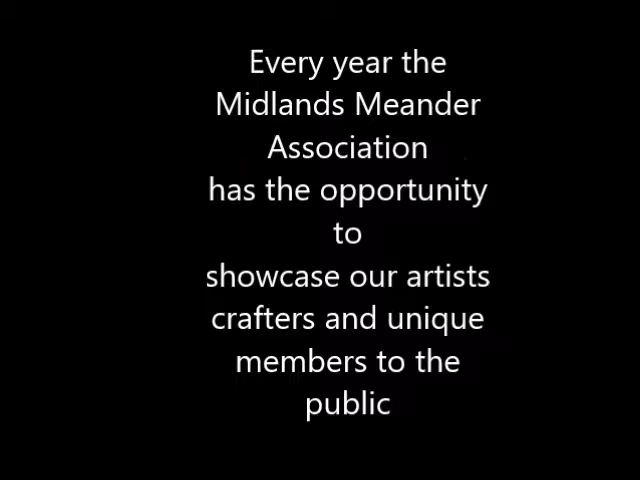 Every year the
Midlands Meander
Association
has the opportunity
to
showcase our artists
crafters and unique
members to the
public